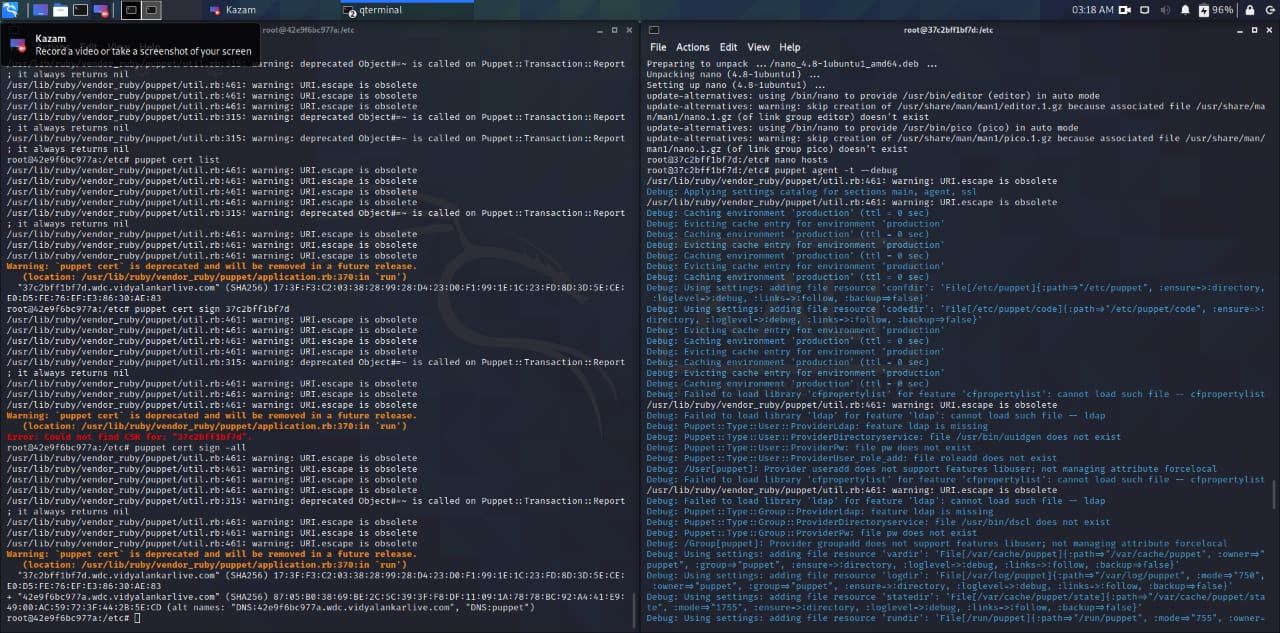 Kazam
qterminal
03:18 AM
96%
Kazam
Record a video or take a screenshot of your screen
root@42e9f6bc977a:/etc
/usr/lib/ruby/vendor_ruby/puppet/util.rb:315: warning: deprecated Object#=~ is called on Puppet::Transaction::Report
; it always returns nil
/usr/lib/ruby/vendor_ruby/puppet/util.rb:461: warning: URI.escape is obsolete
/usr/lib/ruby/vendor_ruby/puppet/util.rb:461: warning: URI.escape is obsolete
/usr/lib/ruby/vendor_ruby/puppet/util.rb:461: warning: URI.escape is obsolete
/usr/lib/ruby/vendor_ruby/puppet/util.rb:315: warning: deprecated Object#=~ is called on Puppet::Transaction::Report
; it always returns nil
/usr/lib/ruby/vendor_ruby/puppet/util.rb:315: warning: deprecated Object#=~ is called on Puppet::Transaction::Report
; it always returns nil
root@42e9f6bc977a:/etc# puppet cert list
/usr/lib/ruby/vendor_ruby/puppet/util.rb:461: warning: URI.escape is obsolete
/usr/lib/ruby/vendor_ruby/puppet/util.rb:461: warning: URI.escape is obsolete
/usr/lib/ruby/vendor_ruby/puppet/util.rb:461: warning: URI.escape is obsolete
/usr/lib/ruby/vendor_ruby/puppet/util.rb:461: warning: URI.escape is obsolete
/usr/lib/ruby/vendor_ruby/puppet/util.rb:315: warning: deprecated Object#=~ is called on Puppet::Transaction::Report
; it always returns nil
/usr/lib/ruby/vendor_ruby/puppet/util.rb:461: warning: URI.escape is obsolete
/usr/lib/ruby/vendor_ruby/puppet/util.rb:461: warning: URI.escape is obsolete
/usr/lib/ruby/vendor_ruby/puppet/util.rb:461: warning: URI.escape is obsolete
Warning: `puppet cert` is deprecated and will be removed in a future release.
(location: /usr/lib/ruby/vendor_ruby/puppet/application.rb:370:in `run')
"37c2bff1bf7d.wdc.vidyalankarlive.com" (SHA256) 17:3F:F3:C2:03:38:28:99:28:D4:23:D0:F1:99:1E:1C:23:FD:8D:3D:5E:CE:
E0:D5:FE:76:EF:E3:86:30:AE:83
root@42e9f6bc977a:/etc# puppet cert sign 37c2bff1bf7d
/usr/lib/ruby/vendor_ruby/puppet/util.rb:461: warning: URI.escape is obsolete
/usr/lib/ruby/vendor_ruby/puppet/util.rb:461: warning: URI.escape is obsolete
/usr/lib/ruby/vendor_ruby/puppet/util.rb:461: warning: URI.escape is obsolete
/usr/lib/ruby/vendor_ruby/puppet/util.rb:461: warning: URI.escape is obsolete
/usr/lib/ruby/vendor_ruby/puppet/util.rb:315: warning: deprecated Object#=~ is called on Puppet::Transaction::Report
; it always returns nil
/usr/lib/ruby/vendor_ruby/puppet/util.rb:461: warning: URI.escape is obsolete
/usr/lib/ruby/vendor_ruby/puppet/util.rb:461: warning: URI.escape is obsolete
/usr/lib/ruby/vendor_ruby/puppet/util.rb:461: warning: URI.escape is obsolete
Warning: `puppet cert` is deprecated and will be removed in a future release.
(location: /usr/lib/ruby/vendor_ruby/puppet/application.rb:370:in `run')
Error: Could not find CSR for: "37c2bff1bf7d".
root@42e9f6bc977a:/etc# puppet cert sign --all
/usr/lib/ruby/vendor_ruby/puppet/util.rb:461: warning: URI.escape is obsolete
/usr/lib/ruby/vendor_ruby/puppet/util.rb:461: warning: URI.escape is obsolete
/usr/lib/ruby/vendor_ruby/puppet/util.rb:461: warning: URI.escape is obsolete
/usr/lib/ruby/vendor_ruby/puppet/util.rb:461: warning: URI.escape is obsolete
/usr/lib/ruby/vendor_ruby/puppet/util.rb:315: warning: deprecated Object#=~ is called on Puppet::Transaction::Report
; it always returns nil
/usr/lib/ruby/vendor_ruby/puppet/util.rb:461: warning: URI.escape is obsolete
/usr/lib/ruby/vendor_ruby/puppet/util.rb:461: warning: URI.escape is obsolete
/usr/lib/ruby/vendor_ruby/puppet/util.rb:461: warning: URI.escape is obsolete
Warning: `puppet cert` is deprecated and will be removed in a future release.
(location: /usr/lib/ruby/vendor_ruby/puppet/application.rb:370:in `run')
"37c2bff1bf7d.wdc.vidyalankarlive.com" (SHA256) 17:3F:F3:C2:03:38:28:99:28:D4:23:D0:F1:99:1E:1C:23:FD:8D:3D:5E:CE:
E0:D5:FE:76:EF:E3:86:30:AE:83
+ "42e9f6bc977a.wdc.vidyalankarlive.com" (SHA256) 87:05:B0:38:69:BE:2C:5C:39:3F:F8:DF:11:09:1A:78:78:BC:92:A4:41:E9:
49:00:AC:59:72:3F:44:2B:5E:CD (alt names: "DNS:42e9f6bc977a.wdc.vidyalankarlive.com", "DNS:puppet")
root@42e9f6bc977a:/etc#
root@37c2bff1bf7d:/etc
File Actions Edit View Help
Preparing to unpack .../nano_4.8-1ubuntu1_amd64.deb ...
Unpacking nano (4.8-1ubuntu1) ...
Setting up nano (4.8-1ubuntu1) ...
update-alternatives: using /bin/nano to provide /usr/bin/editor (editor) in auto mode
update-alternatives: warning: skip creation of /usr/share/man/man1/editor.1.gz because associated file /usr/share/ma
n/man1/nano.1.gz (of link group editor) doesn't exist
update-alternatives: using /bin/nano to provide /usr/bin/pico (pico) in auto mode
update-alternatives: warning: skip creation of /usr/share/man/man1/pico.1.gz because associated file /usr/share/man/
man1/nano.1.gz (of link group pico) doesn't exist
root@37c2bff1bf7d:/etc# nano hosts
root@37c2bff1bf7d:/etc# puppet agent -t --debug
/usr/lib/ruby/vendor_ruby/puppet/util.rb:461: warning: URI.escape is obsolete
Debug: Applying settings catalog for sections main, agent, ssl
/usr/lib/ruby/vendor_ruby/puppet/util.rb:461: warning: URI.escape is obsolete
Debug: Caching environment 'production' (ttl = 0 sec)
Debug: Evicting cache entry for environment 'production'
Debug: Caching environment 'production' (ttl = 0 sec)
Debug: Evicting cache entry for environment 'production'
Debug: Caching environment 'production' (ttl = 0 sec)
Debug: Evicting cache entry for environment 'production'
Debug: Caching environment 'production' (ttl = 0 sec)
Debug: Using settings: adding file resource 'confdir': 'File[/etc/puppet]{:path=>"/etc/puppet", :ensure=>:directory,
:loglevel=>:debug, :links=>:follow, :backup=>false}'
Debug: Using settings: adding file resource 'codedir': 'File[/etc/puppet/code]{:path=>"/etc/puppet/code", :ensure=>:
directory, :loglevel=>:debug, :links=>:follow, :backup=>false}'
Debug: Evicting cache entry for environment 'production'
Debug: Caching environment 'production' (ttl = 0 sec)
Debug: Evicting cache entry for environment 'production'
Debug: Caching environment 'production' (ttl = 0 sec)
Debug: Evicting cache entry for environment 'production'
Debug: Caching environment 'production' (ttl = 0 sec)
Debug: Failed to load library 'cfpropertylist' for feature 'cfpropertylist': cannot load such file -- cfpropertylist
/usr/lib/ruby/vendor_ruby/puppet/util.rb:461: warning: URI.escape is obsolete
Debug: Failed to load library 'ldap' for feature 'ldap': cannot load such file -- ldap
Debug: Puppet::Type::User::ProviderLdap: feature ldap is missing
Debug: Puppet::Type::User::ProviderDirectoryservice: file /usr/bin/uuidgen does not exist
Debug: Puppet::Type::User::ProviderPw: file pw does not exist
Debug: Puppet::Type::User::ProviderUser_role_add: file roleadd does not exist
Debug: /User[puppet]: Provider useradd does not support features libuser; not managing attribute forcelocal
Debug: Failed to load library 'cfpropertylist' for feature 'cfpropertylist': cannot load such file -- cfpropertylist
/usr/lib/ruby/vendor_ruby/puppet/util.rb:461: warning: URI.escape is obsolete
Debug: Failed to load library 'ldap' for feature 'ldap': cannot load such file -- ldap
Debug: Puppet::Type::Group::ProviderLdap: feature ldap is missing
Debug: Puppet::Type::Group::ProviderDirectoryservice: file /usr/bin/dscl does not exist
Debug: Puppet::Type::Group::ProviderPw: file pw does not exist
Debug: /Group[puppet]: Provider groupadd does not support features libuser; not managing attribute forcelocal
Debug: Using settings: adding file resource 'vardir': 'File[/var/cache/puppet]{:path=>"/var/cache/puppet", :owner=>"
puppet", :group=>"puppet", :ensure=>:directory, :loglevel=>:debug, :links=>:follow, :backup=>false}'
Debug: Using settings: adding file resource 'logdir': 'File[/var/log/puppet]{:path=>"/var/log/puppet", :mode=>"750",
:owner=>"puppet", :group=>"puppet", :ensure=>:directory, :loglevel=>:debug, :links=>:follow, :backup=>false}'
Debug: Using settings: adding file resource 'statedir': 'File[/var/cache/puppet/state]{:path=>"/var/cache/puppet/sta
te", :mode=>"1755", :ensure=>:directory, :loglevel=>:debug, :links=>:follow, :backup=>false}'
Debug: Using settings: adding file resource 'rundir': 'File[/run/puppet]{:path=>"/run/puppet", :mode=>"755", :owner=